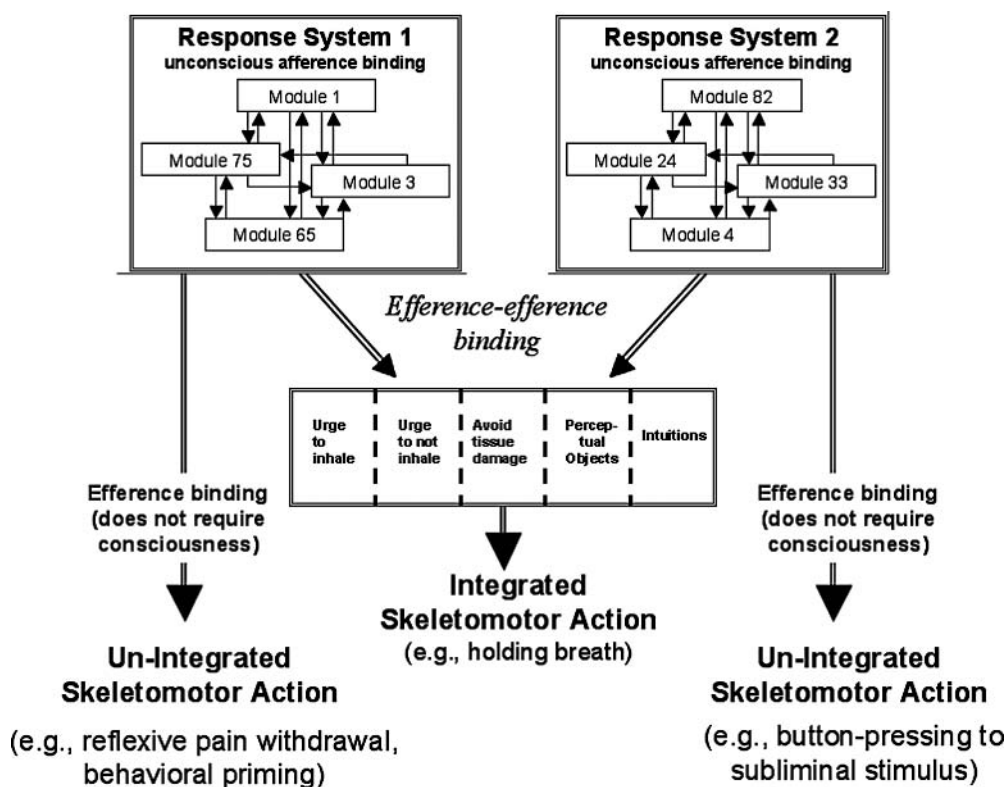 Response System 1
unconscious afference binding
Module 1
Module 75
Module 3
Module 65
Response System 2
unconscious afference binding
Module 82
Module 24
Module 33
Module 4
Efference-efference
binding
Urge
to
inhale
Urge
to not
inhale
Avoid
tissue
damage
Percep-
tual
Objects
Intuitions
Efference binding
(does not require
consciousness)
Efference binding
(does not require
consciousness)
Integrated
Skeletomotor Action
(e.g., holding breath)
Un-Integrated
Skeletomotor Action
(e.g., reflexive pain withdrawal,
behavioral priming)
Un-Integrated
Skeletomotor Action
(e.g., button-pressing to
subliminal stimulus)